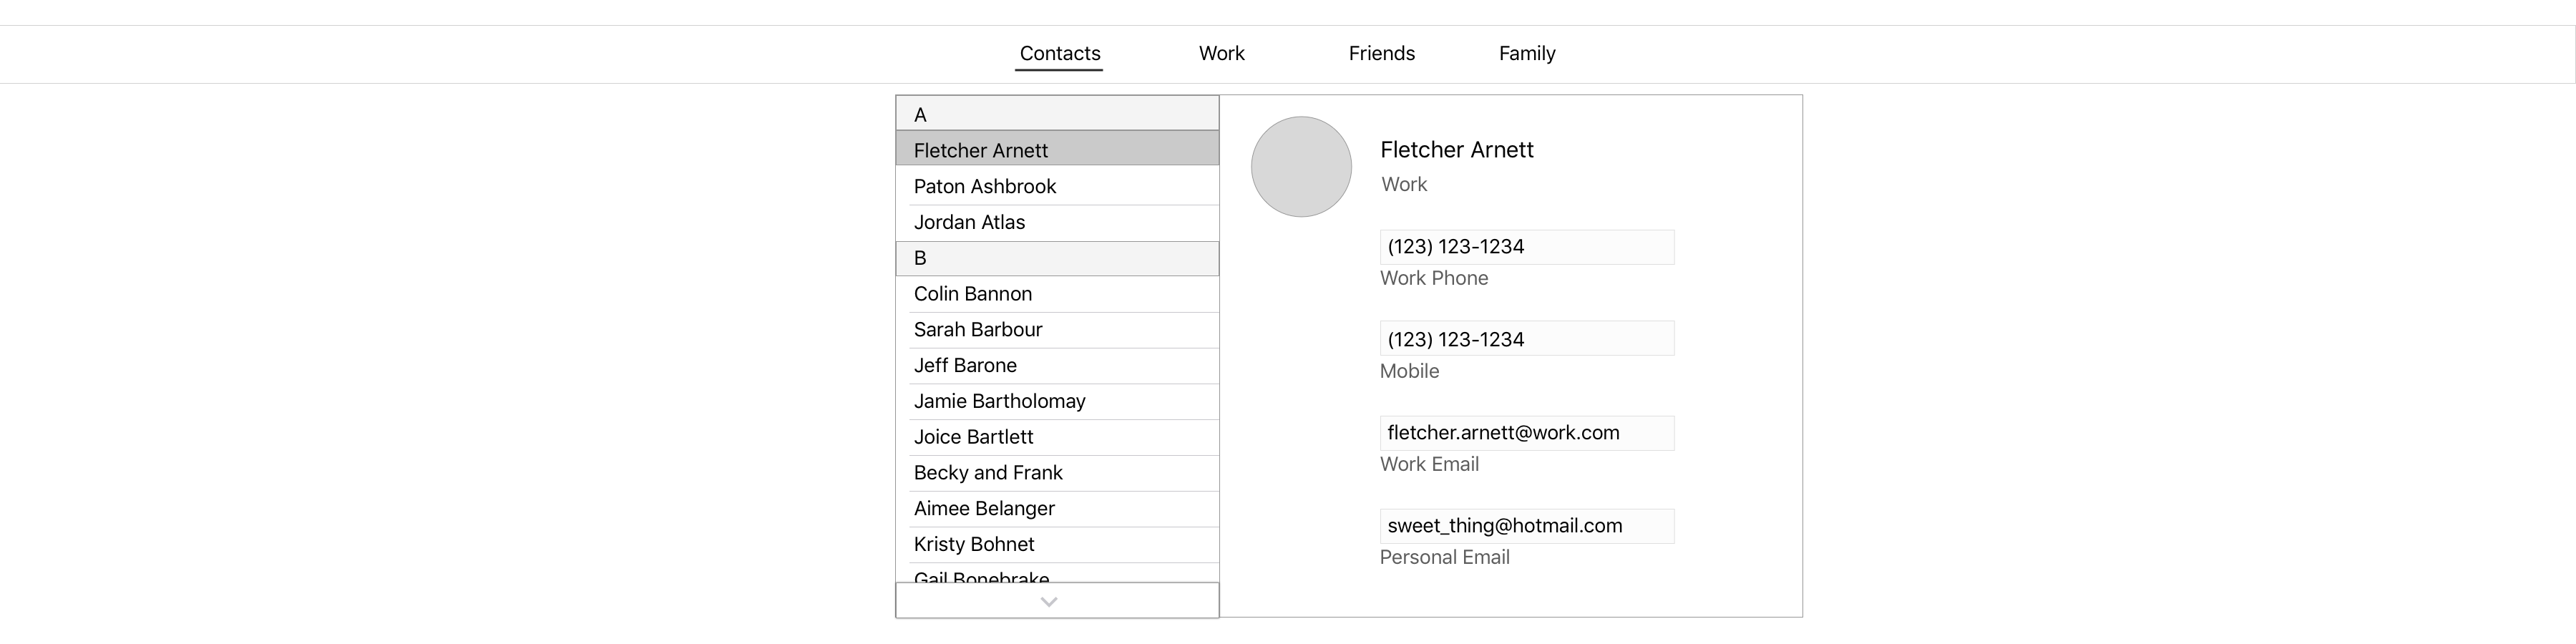 Contacts
Work
Friends
Family
A
Fletcher Arnett
Paton Ashbrook
Jordan Atlas
B
Colin Bannon
Sarah Barbour
Jeff Barone
Jamie Bartholomay
Joice Bartlett
Becky and Frank
Aimee Belanger
Kristy Bohnet
Gail Bonebrake
Fletcher Arnett
Work
(123) 123-1234
Work Phone
(123) 123-1234
Mobile
fletcher.arnett@work.com
Work Email
sweet_thing@hotmail.com
Personal Email